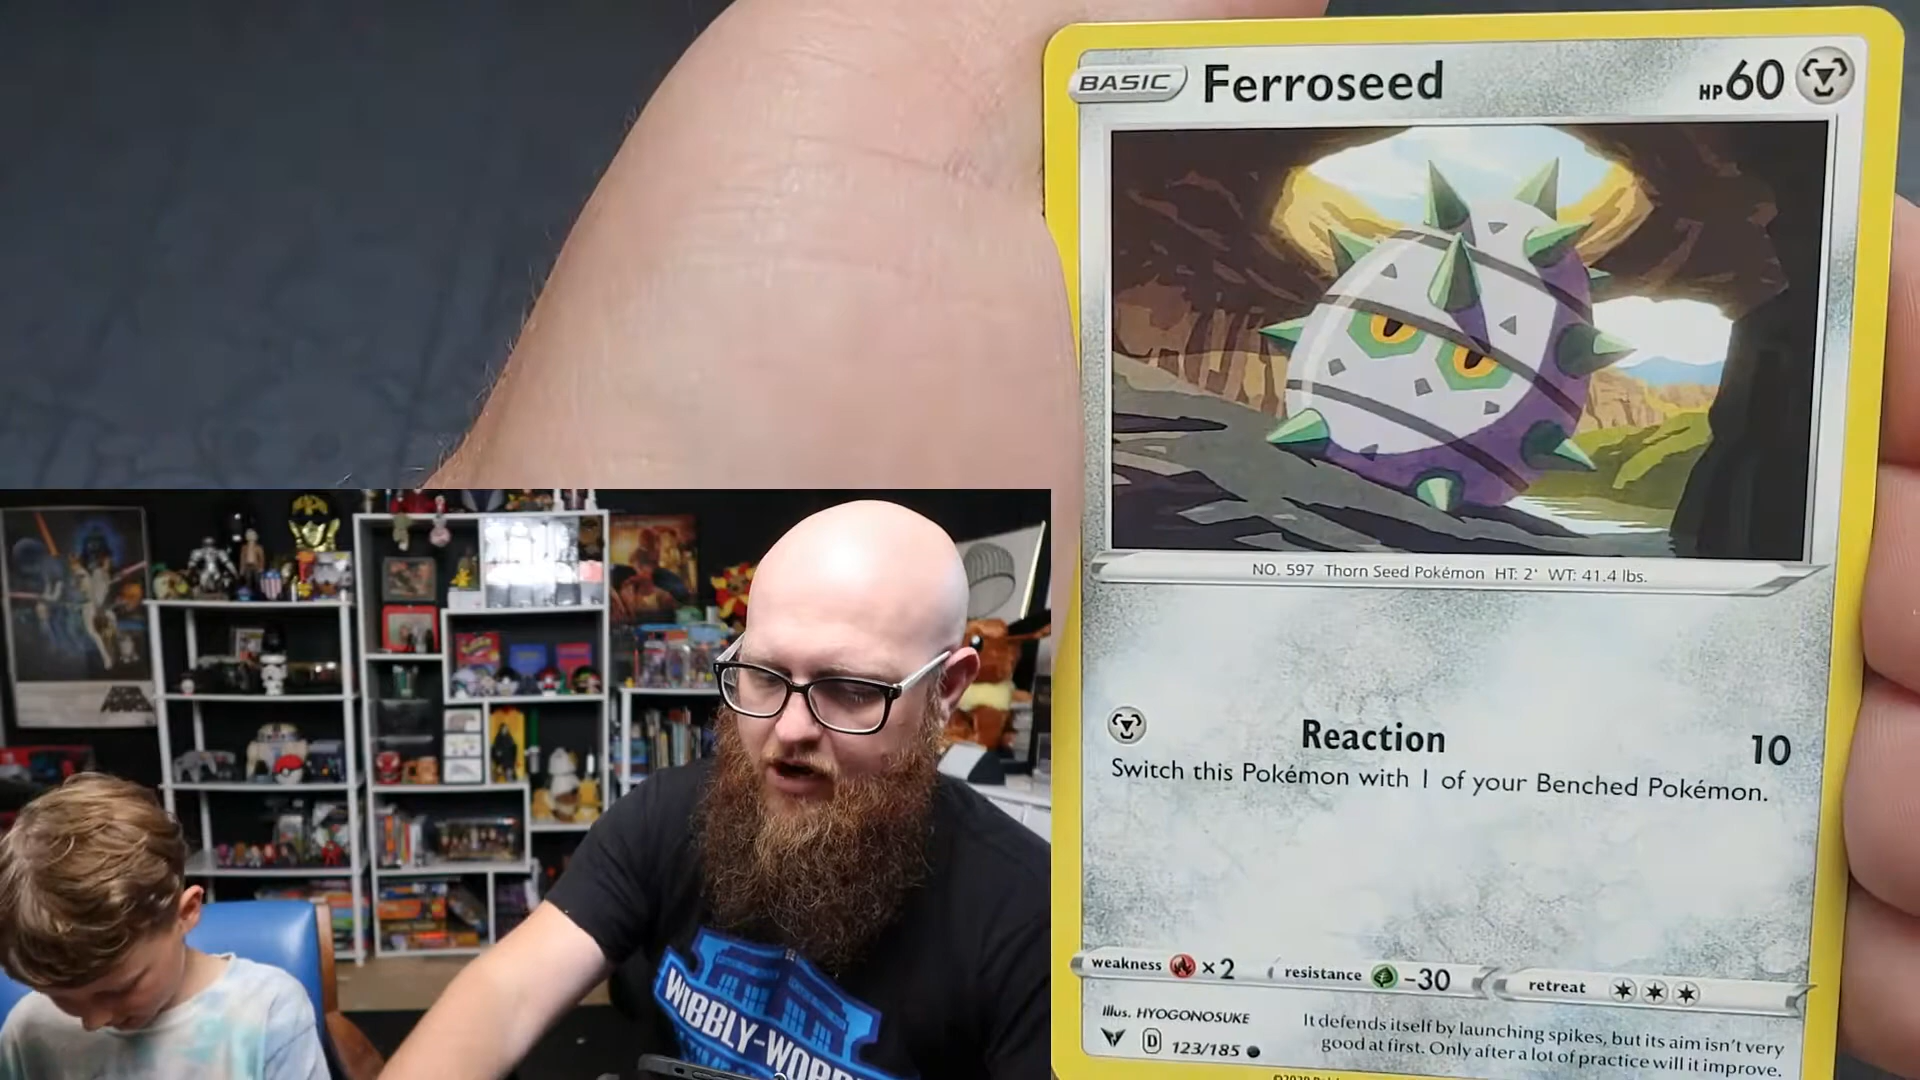 BASIC Ferroseed HP60
NO. 597 Thorn Seed Pokémon HT: 2' WT: 41.4 lbs.
Reaction 10
Switch this Pokémon with 1 of your Benched Pokémon.
weakness ×2 resistance -30 retreat
Illus. HYOGONOSUKE
D 123/185
It defends itself by launching spikes, but its aim isn't very
good at first. Only after a lot of practice will it improve.
WIBBLY-WOBBLY